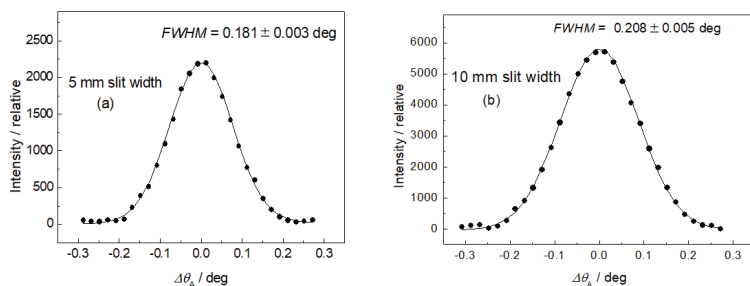 FWHM = 0.181 ± 0.003 deg
5 mm slit width
(a)
Intensity / relative
2500
2000
1500
1000
500
0
-0.3 -0.2 -0.1 0.0 0.1 0.2 0.3
Δθ_A / deg
FWHM = 0.208 ± 0.005 deg
10 mm slit width
(b)
Intensity / relative
10000
6000
5000
4000
3000
2000
1000
0
-0.3 -0.2 -0.1 0.0 0.1 0.2 0.3
Δθ_A / deg